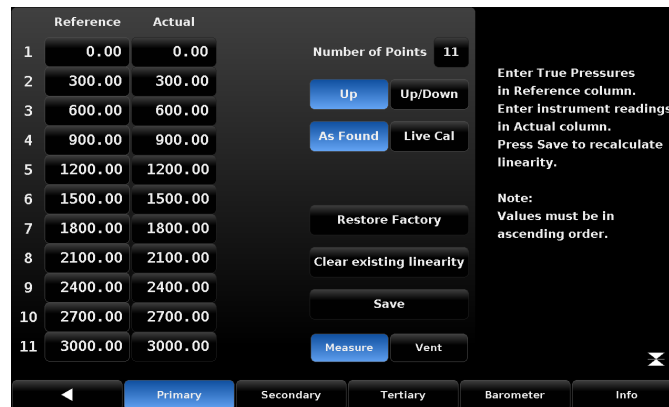 Reference Actual
1 0.00 0.00 Number of Points 11
2 300.00 300.00
3 600.00 600.00
4 900.00 900.00
5 1200.00 1200.00
6 1500.00 1500.00
7 1800.00 1800.00
8 2100.00 2100.00
9 2400.00 2400.00
10 2700.00 2700.00
11 3000.00 3000.00
Up Up/Down
As Found Live Cal
Restore Factory
Clear existing linearity
Save
Measure Vent
Enter True Pressures
in Reference column.
Enter instrument readings
in Actual column.
Press Save to recalculate
linearity.
Note:
Values must be in
ascending order.
Primary Secondary Tertiary Barometer Info